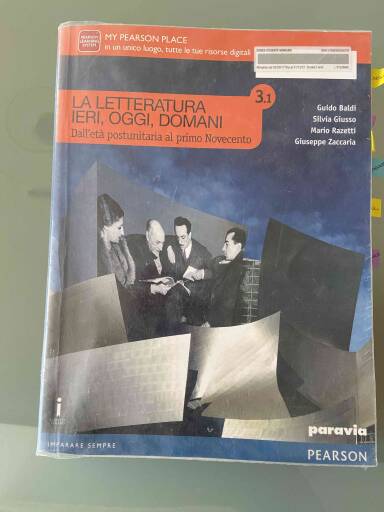 PEARSON
LEARNING
SYSTEM
MY PEARSON PLACE
in un unico luogo, tutte le tue risorse digitali
3.1
LA LETTERATURA
IERI, OGGI, DOMANI
Dall'età postunitaria al primo Novecento
Guido Baldi
Silvia Giusso
Mario Razetti
Giuseppe Zaccaria
i
IMPARARE SEMPRE
paravia
PEARSON